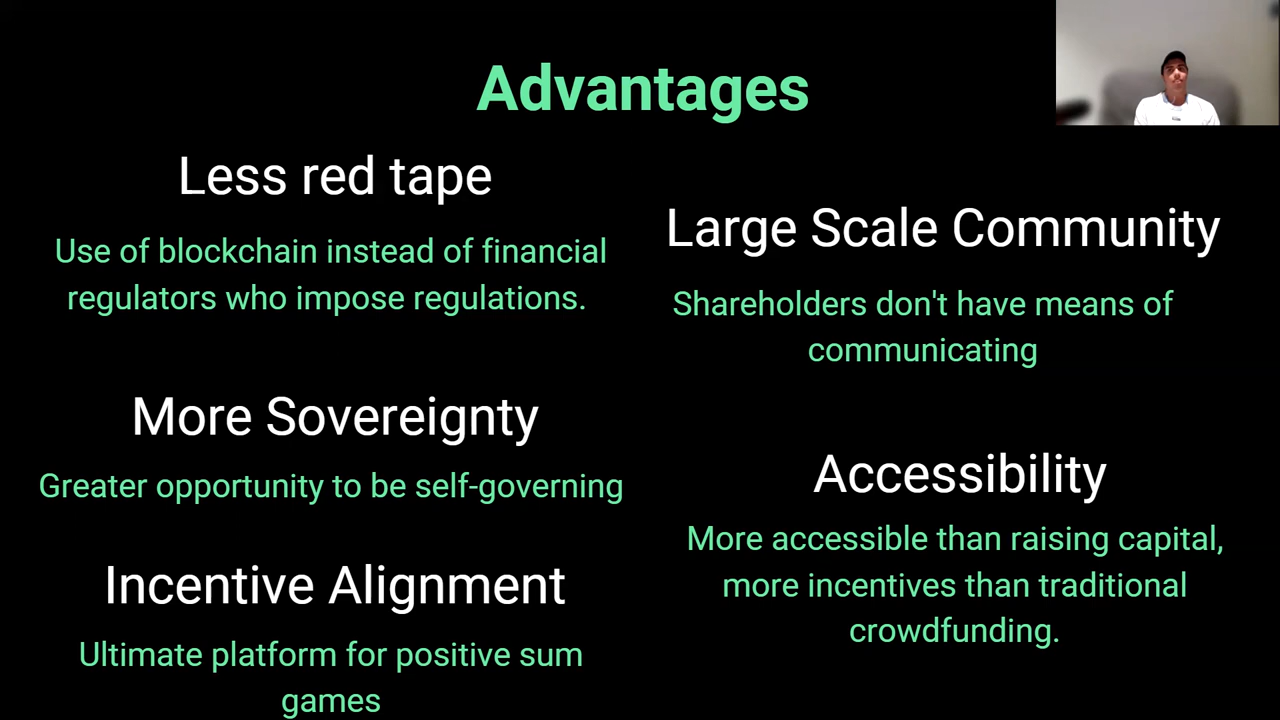 Advantages
Less red tape
Use of blockchain instead of financial
regulators who impose regulations.
More Sovereignty
Greater opportunity to be self-governing
Incentive Alignment
Ultimate platform for positive sum
games
Large Scale Community
Shareholders don't have means of
communicating
Accessibility
More accessible than raising capital,
more incentives than traditional
crowdfunding.